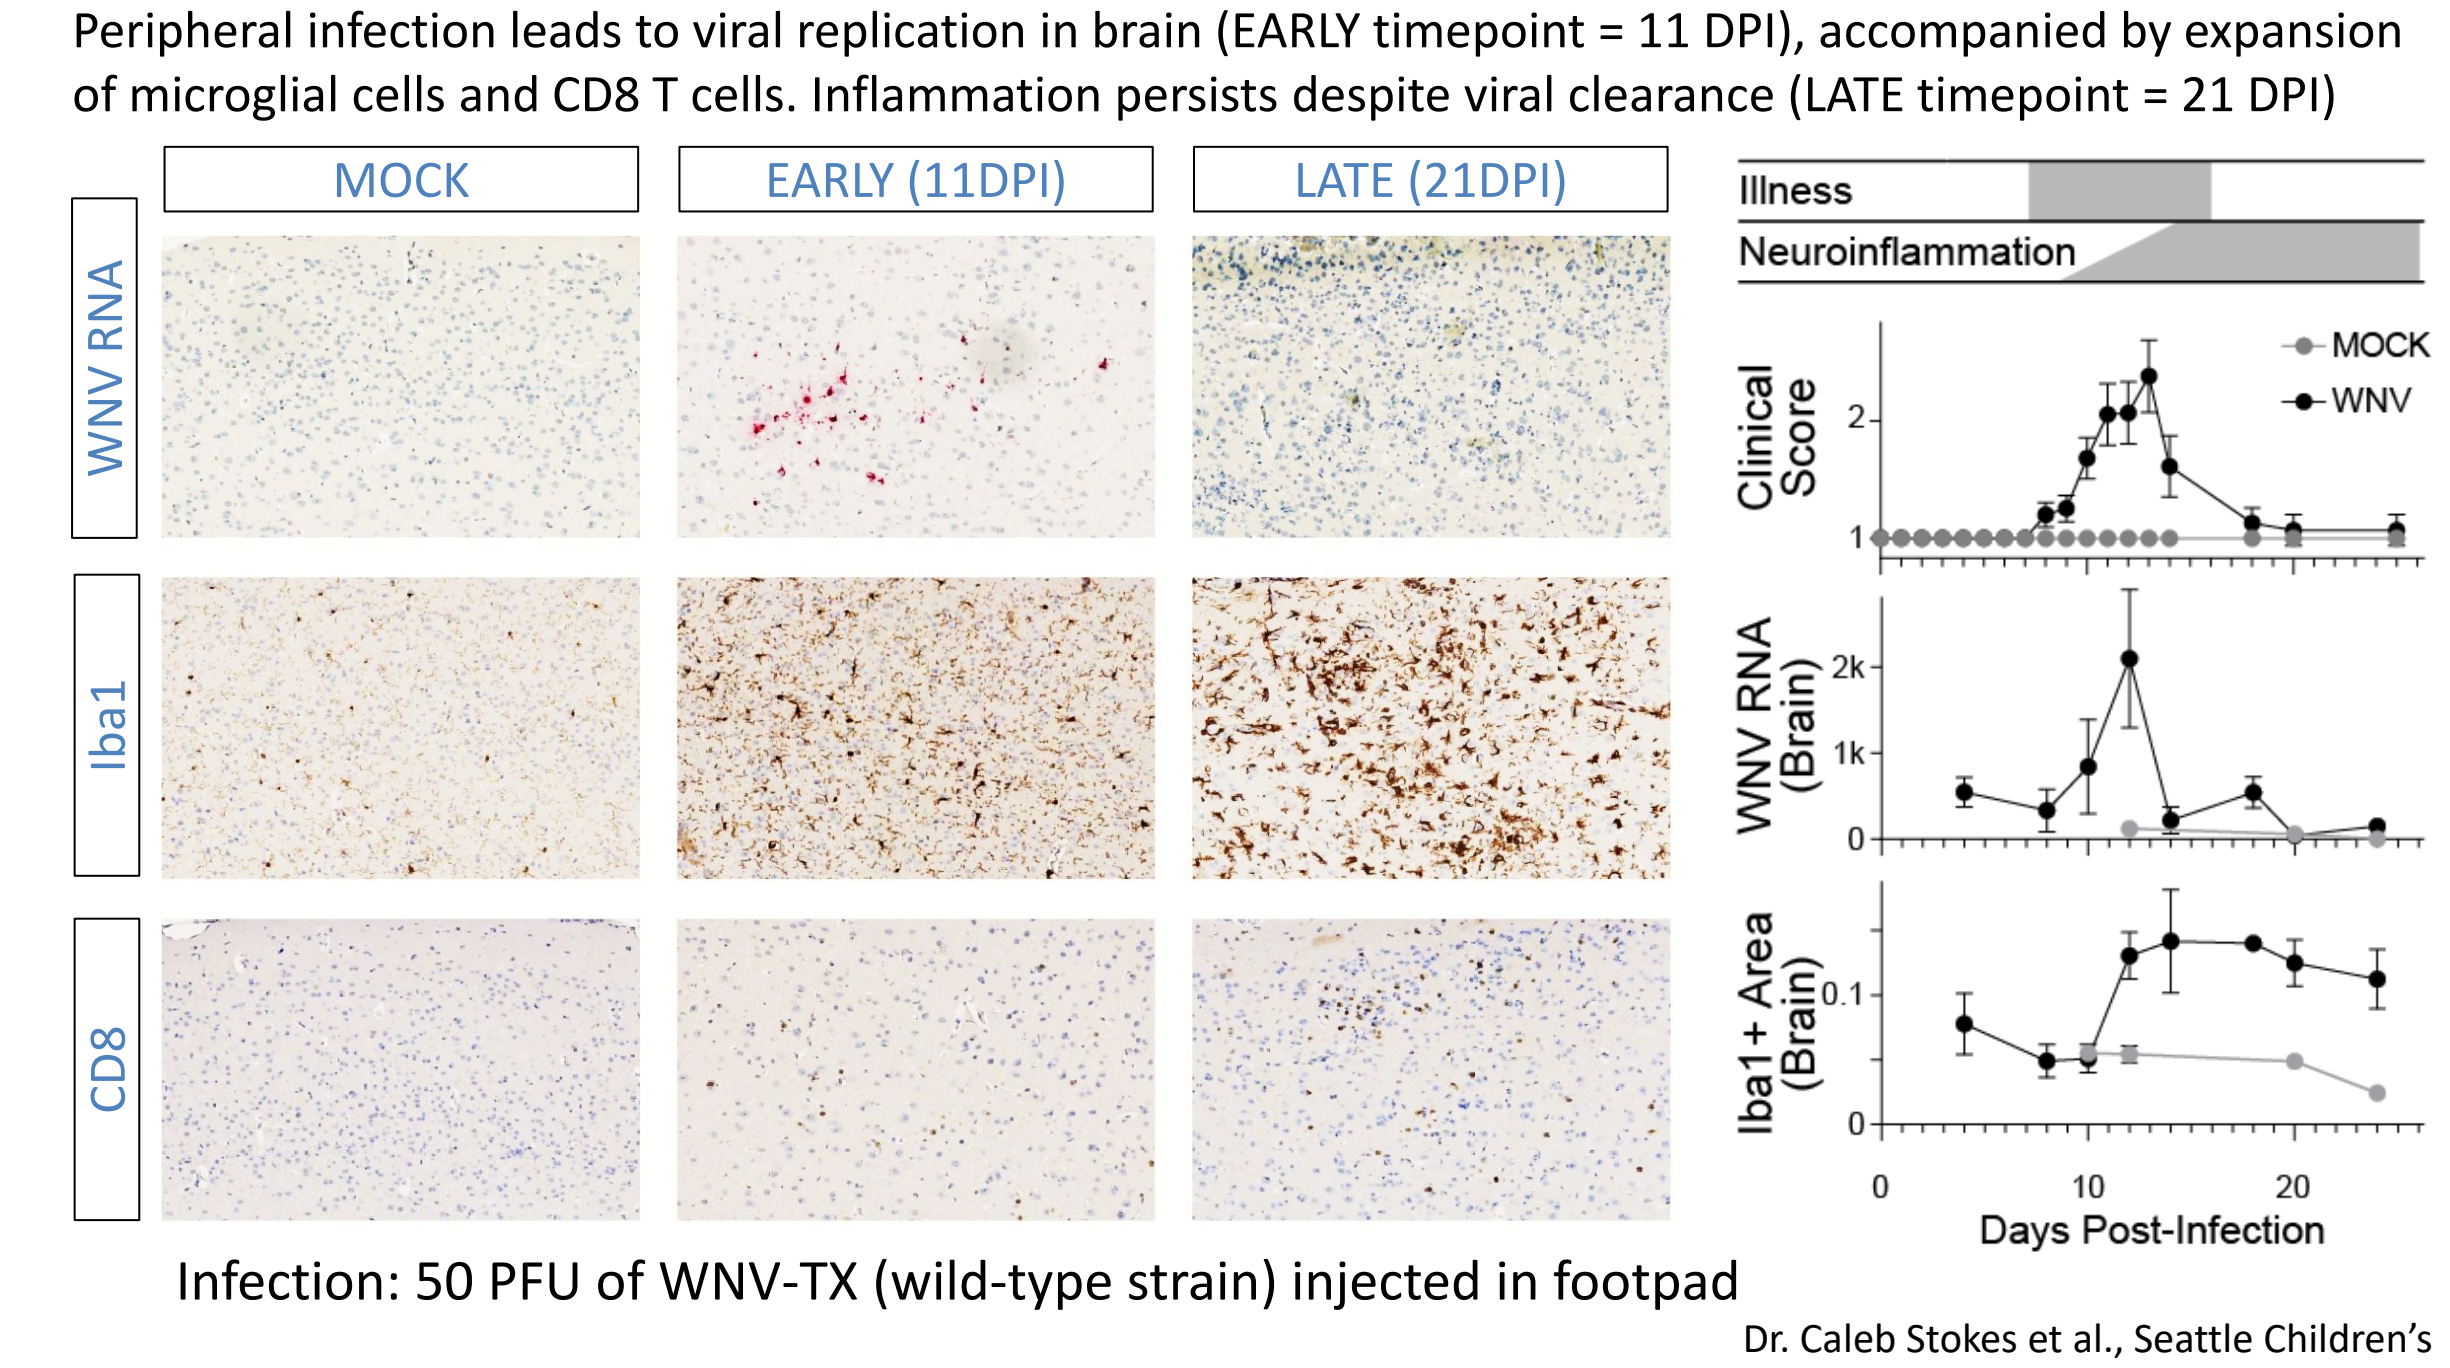 Peripheral infection leads to viral replication in brain (EARLY timepoint = 11 DPI), accompanied by expansion
of microglial cells and CD8 T cells. Inflammation persists despite viral clearance (LATE timepoint = 21 DPI)
MOCK
EARLY (11DPI)
LATE (21DPI)
WNV RNA
Iba1
CD8
Illness
Neuroinflammation
MOCK
WNV
Clinical
Score
2
1
WNV RNA
(Brain)
2k
1k
0
Iba1+ Area
(Brain)
0.1
0
0
10
20
Days Post-Infection
Infection: 50 PFU of WNV-TX (wild-type strain) injected in footpad
Dr. Caleb Stokes et al., Seattle Children’s